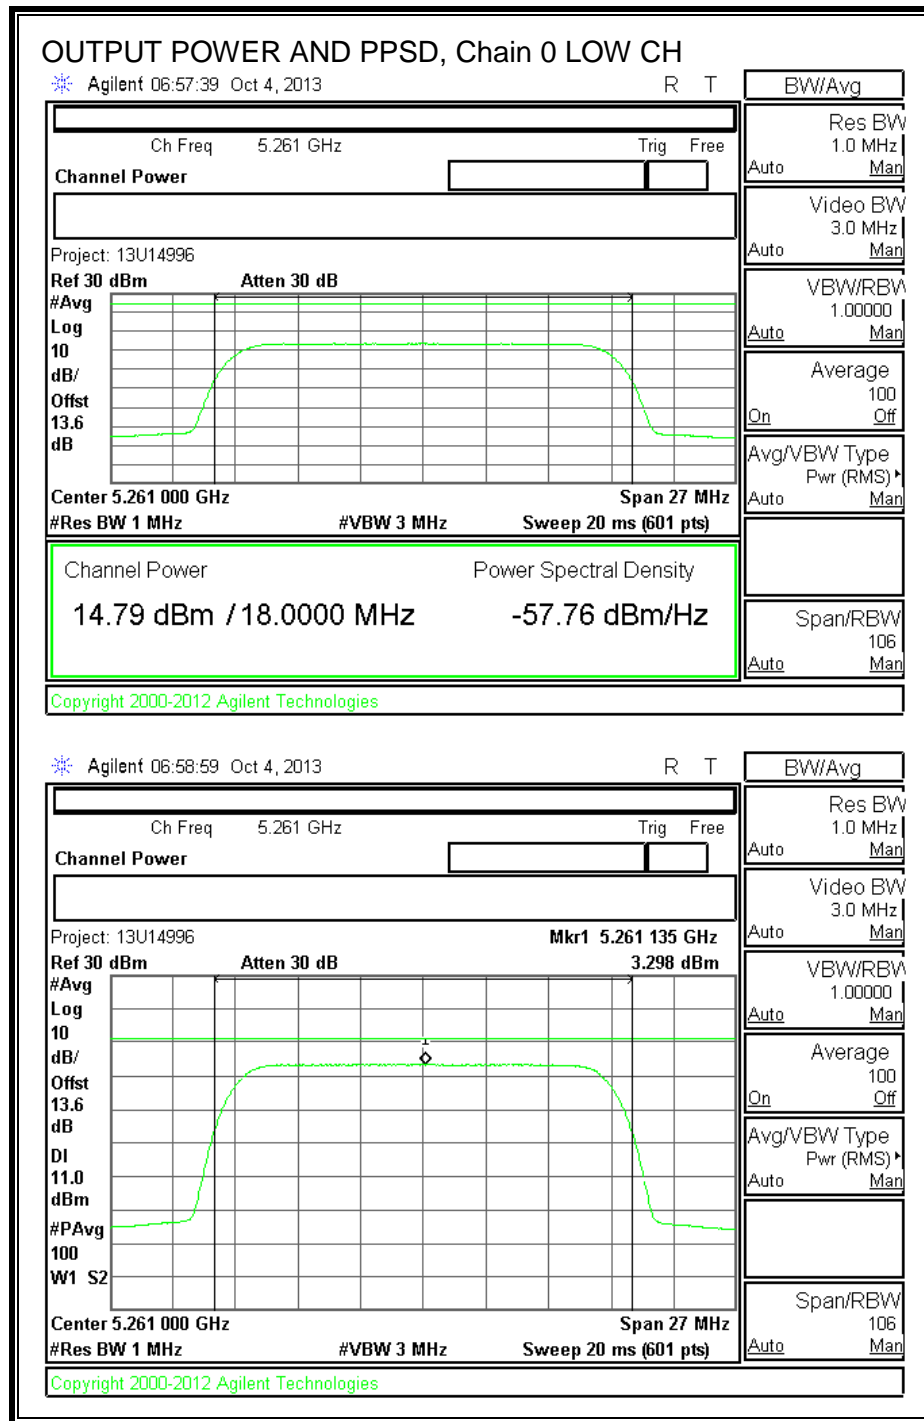 OUTPUT POWER AND PPSD, Chain 0 LOW CH
Agilent 06:57:39 Oct 4, 2013 R T
BW/Avg
Ch Freq 5.261 GHz Trig Free
Channel Power
Project: 13U14996
Ref 30 dBm Atten 30 dB
#Avg
Log
10
dB/
Offst
13.6
dB
Center 5.261 000 GHz Span 27 MHz
#Res BW 1 MHz #VBW 3 MHz Sweep 20 ms (601 pts)
Channel Power Power Spectral Density
14.79 dBm / 18.0000 MHz -57.76 dBm/Hz
Res BW
1.0 MHz
Auto Man
Video BW
3.0 MHz
Auto Man
VBW/RBW
1.00000
Auto Man
Average
100
On Off
Avg/VBW Type
Pwr (RMS)
Auto Man
Span/RBW
106
Auto Man
Copyright 2000-2012 Agilent Technologies
Agilent 06:58:59 Oct 4, 2013 R T
BW/Avg
Ch Freq 5.261 GHz Trig Free
Channel Power
Project: 13U14996 Mkr1 5.261 135 GHz
Ref 30 dBm Atten 30 dB 3.298 dBm
#Avg
Log
10
dB/
Offst
13.6
dB
DI
11.0
dBm
#PAvg
100
W1 S2
1
Center 5.261 000 GHz Span 27 MHz
#Res BW 1 MHz #VBW 3 MHz Sweep 20 ms (601 pts)
Res BW
1.0 MHz
Auto Man
Video BW
3.0 MHz
Auto Man
VBW/RBW
1.00000
Auto Man
Average
100
On Off
Avg/VBW Type
Pwr (RMS)
Auto Man
Span/RBW
106
Auto Man
Copyright 2000-2012 Agilent Technologies